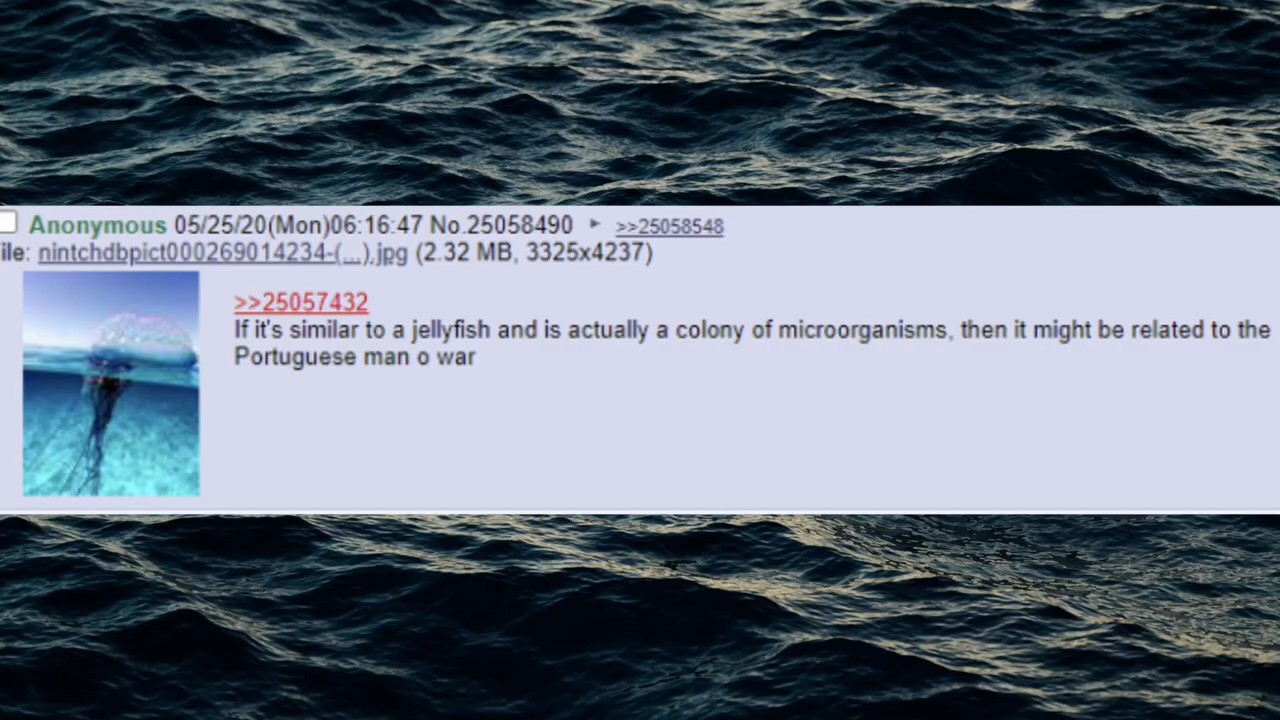 Anonymous 05/25/20(Mon)06:16:47 No.25058490 ▸ >>25058548
ile: nintchdbpict000269014234-(...).jpg (2.32 MB, 3325x4237)
>>25057432
If it's similar to a jellyfish and is actually a colony of microorganisms, then it might be related to the
Portuguese man o war